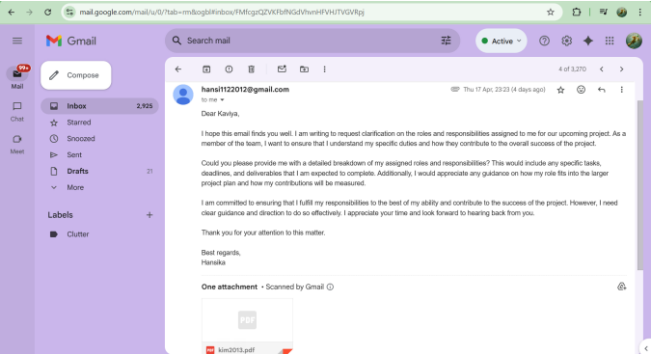 mail.google.com/mail/u/0/?tab=rm&ogbl#inbox/FMfcgzQZVKFbfNGdVhwnHFVHJTVGVRpj
Gmail
Search mail
Active
99+
Mail
Compose
4 of 3,270
Chat
Meet
Inbox 2,925
Starred
Snoozed
Sent
Drafts 21
More
Labels
Clutter
hansi1122012@gmail.com
Thu 17 Apr, 23:23 (4 days ago)
to me
Dear Kaviya,
I hope this email finds you well. I am writing to request clarification on the roles and responsibilities assigned to me for our upcoming project. As a
member of the team, I want to ensure that I understand my specific duties and how they contribute to the overall success of the project.
Could you please provide me with a detailed breakdown of my assigned roles and responsibilities? This would include any specific tasks,
deadlines, and deliverables that I am expected to complete. Additionally, I would appreciate any guidance on how my role fits into the larger
project plan and how my contributions will be measured.
I am committed to ensuring that I fulfill my responsibilities to the best of my ability and contribute to the success of the project. However, I need
clear guidance and direction to do so effectively. I appreciate your time and look forward to hearing back from you.
Thank you for your attention to this matter.
Best regards,
Hansika
One attachment • Scanned by Gmail
PDF
PDF kim2013.pdf